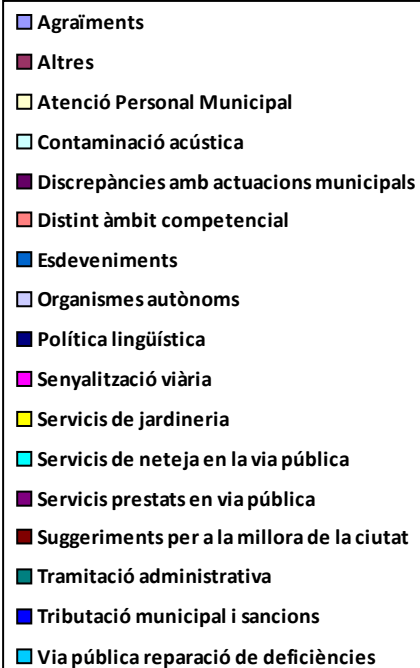 Agraïments
Altres
Atenció Personal Municipal
Contaminació acústica
Discrepàncies amb actuacions municipals
Distint àmbit competencial
Esdeveniments
Organismes autònoms
Política lingüística
Senyalització viària
Servicis de jardineria
Servicis de neteja en la via pública
Servicis prestats en via pública
Suggeriments per a la millora de la ciutat
Tramitació administrativa
Tributació municipal i sancions
Via pública reparació de deficiències